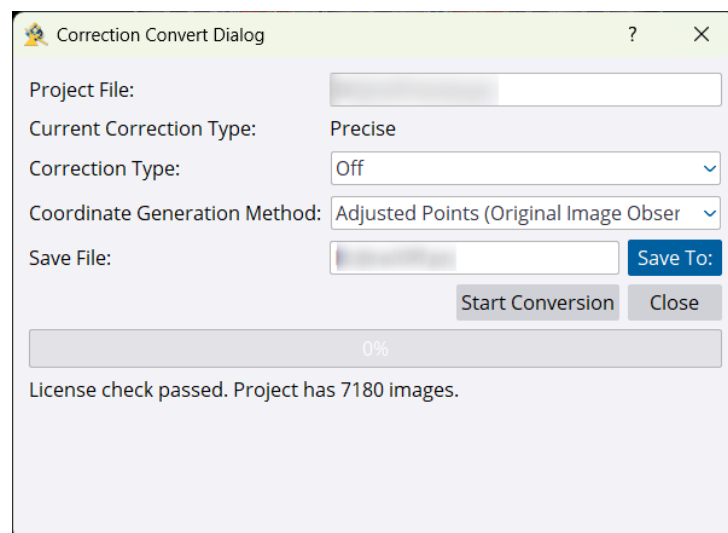 Correction Convert Dialog ? X
Project File:
Current Correction Type: Precise
Correction Type: Off
Coordinate Generation Method: Adjusted Points (Original Image Obser
Save File: Save To:
Start Conversion Close
0%
License check passed. Project has 7180 images.